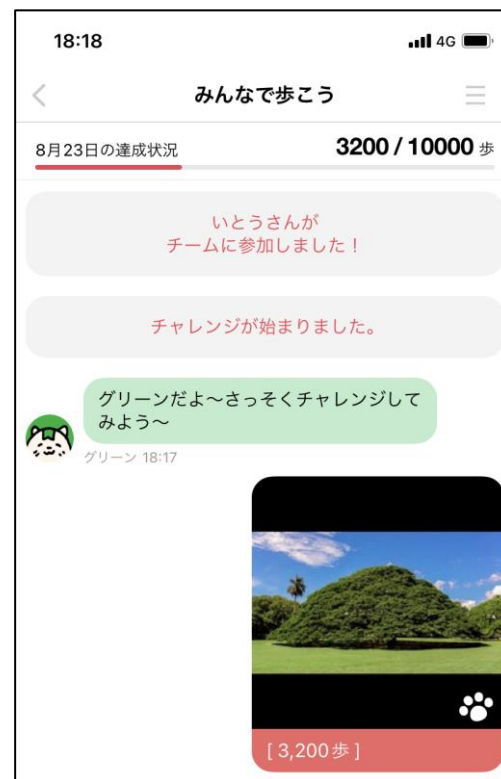 18:18
4G
みんなで歩こう
8月23日の達成状況
3200 / 10000 歩
いとうさんが
チームに参加しました！
チャレンジが始まりました。
グリーンだよ～さっそくチャレンジして
みよう～
グリーン 18:17
[ 3,200歩 ]